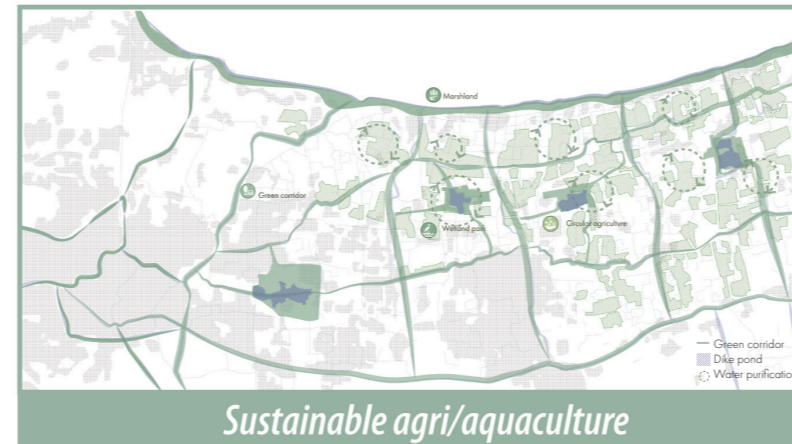 Marshland
Green corridor
Wetland park
Circular agriculture
Green corridor
Dike pond
Water purificatio
Sustainable agri/aquaculture